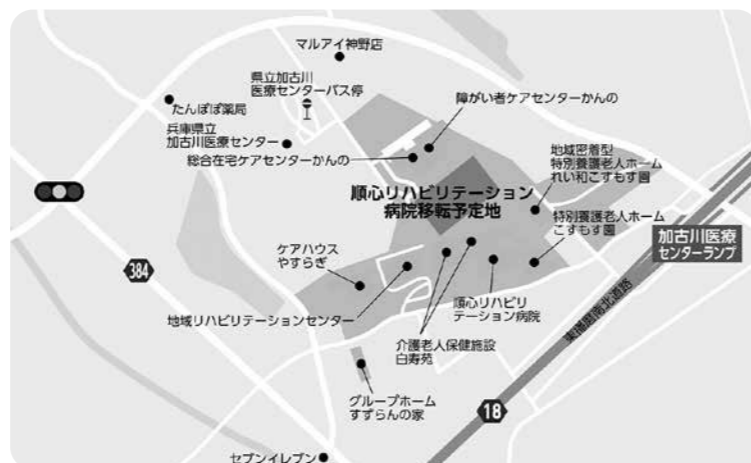 マルアイ神野店
県立加古川
医療センターバス停
たんぽぽ薬局
兵庫県立
加古川医療センター
障がい者ケアセンターかんの
総合在宅ケアセンターかんの
地域密着型
特別養護老人ホーム
れい和こすもす園
順心リハビリテーション
病院移転予定地
特別養護老人ホーム
こすもす園
加古川医療
センターランプ
384
ケアハウス
やすらぎ
地域リハビリテーションセンター
順心リハビリ
テーション病院
介護老人保健施設
白寿苑
東播磨南北道路
グループホーム
すずらんの家
18
セブンイレブン